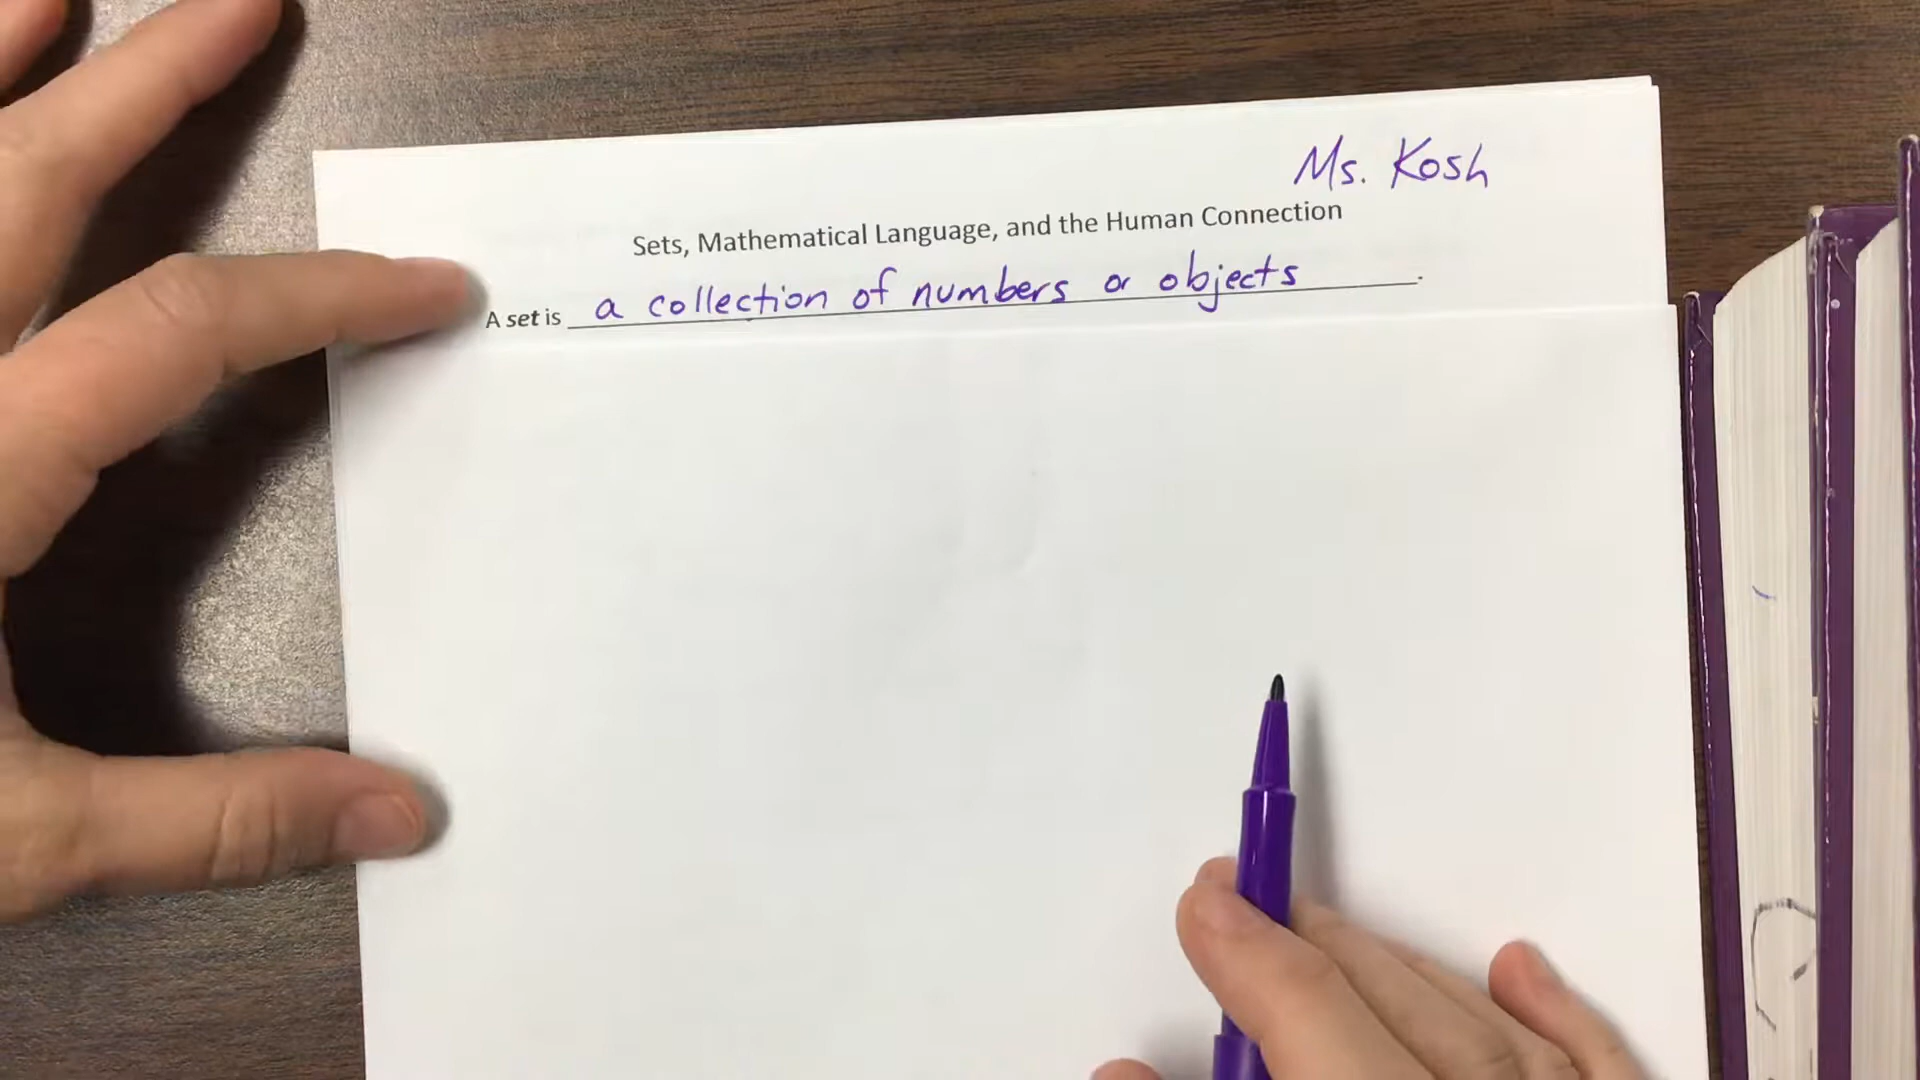 Ms. Kosh
Sets, Mathematical Language, and the Human Connection
A set is a collection of numbers or objects.